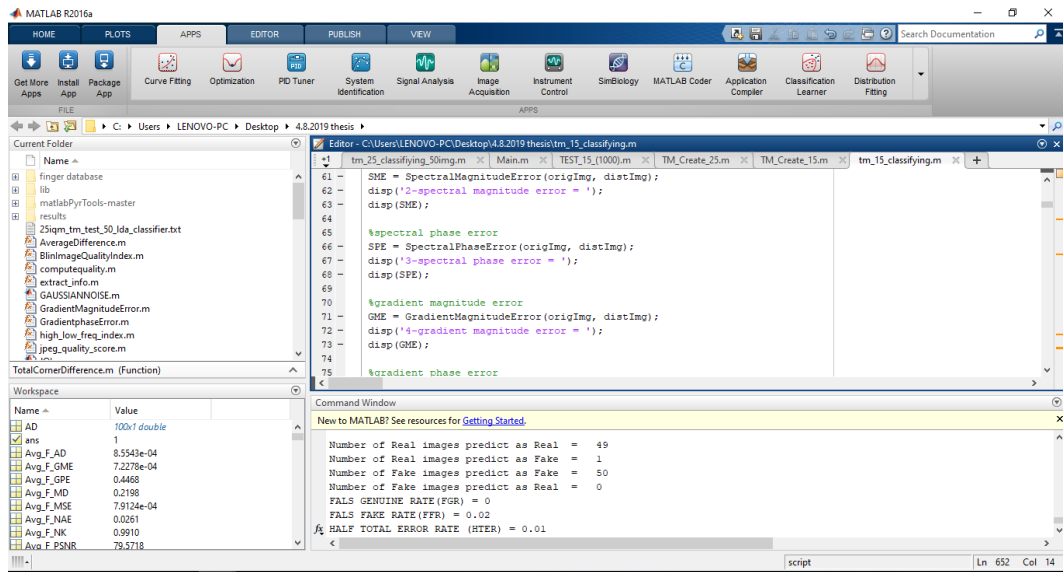 MATLAB R2016a
HOME PLOTS APPS EDITOR PUBLISH VIEW
Search Documentation
Get More Apps
Install App
Package App
Curve Fitting
Optimization
PID Tuner
System Identification
Signal Analysis
Image Acquisition
Instrument Control
SimBiology
MATLAB Coder
Application Compiler
Classification Learner
Distribution Fitting
FILE
APPS
C: Users LENOVO-PC Desktop 4.8.2019 thesis
Current Folder
Name
finger database
lib
matlabPyrTools-master
results
25iqm_tm_test_50_lda_classifier.txt
AverageDifference.m
BlinImageQualityIndex.m
computequality.m
extract_info.m
GAUSSIANNOISE.m
GradientMagnitudeError.m
GradientphaseError.m
high_low_freq_index.m
jpeg_quality_score.m
TotalCornerDifference.m (Function)
Workspace
Name Value
AD 100x1 double
ans 1
Avg_F_AD 8.5543e-04
Avg_F_GME 7.2278e-04
Avg_F_GPE 0.4468
Avg_F_MD 0.2198
Avg_F_MSE 7.9124e-04
Avg_F_NAE 0.0261
Avg_F_NK 0.9910
Avg_F_PSNR 79.5718
Editor - C:\Users\LENOVO-PC\Desktop\4.8.2019 thesis\tm_15_classifying.m
+1 tm_25_classifiying_50img.m Main.m TEST_15_(1000).m TM_Create_25.m TM_Create_15.m tm_15_classifying.m
61 - SME = SpectralMagnitudeError(origImg, distImg);
62 - disp('2-spectral magnitude error = ');
63 - disp(SME);
64
65 %spectral phase error
66 - SPE = SpectralPhaseError(origImg, distImg);
67 - disp('3-spectral phase error = ');
68 - disp(SPE);
69
70 %gradient magnitude error
71 - GME = GradientMagnitudeError(origImg, distImg);
72 - disp('4-gradient magnitude error = ');
73 - disp(GME);
74
75 %gradient phase error
Command Window
New to MATLAB? See resources for Getting Started.
Number of Real images predict as Real = 49
Number of Real images predict as Fake = 1
Number of Fake images predict as Fake = 50
Number of Fake images predict as Real = 0
FALS GENUINE RATE(FGR) = 0
FALS FAKE RATE(FFR) = 0.02
fx HALF TOTAL ERROR RATE (HTER) = 0.01
script Ln 652 Col 14